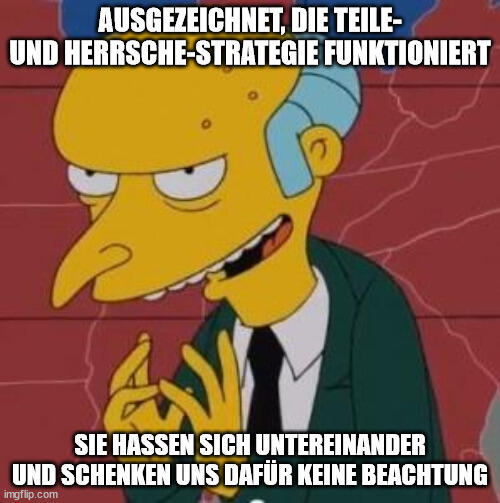 AUSGEZEICHNET, DIE TEILE-
UND HERRSCHE-STRATEGIE FUNKTIONIERT
SIE HASSEN SICH UNTEREINANDER
UND SCHENKEN UNS DAFÜR KEINE BEACHTUNG
imgflip.com